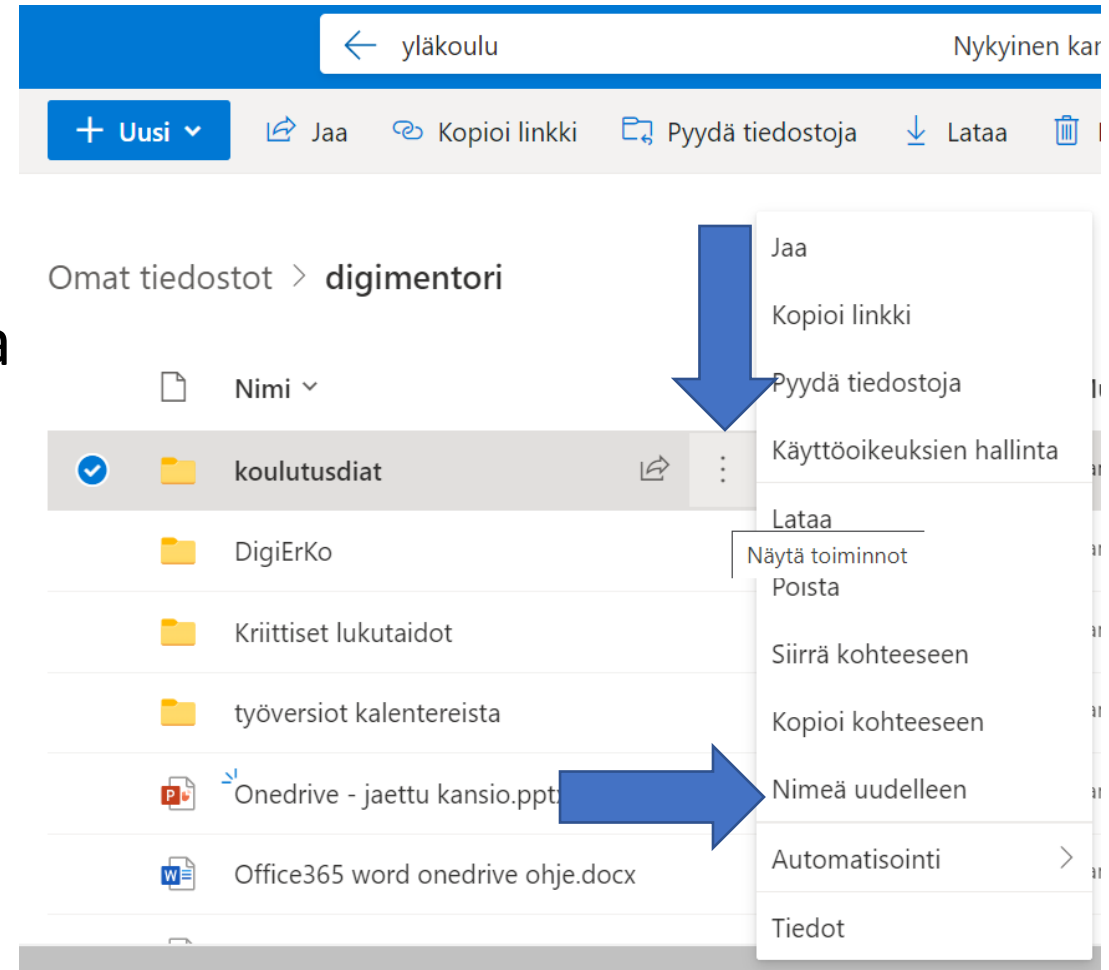 yläkoulu Nykyinen
Uusi Jaa Kopioi linkki Pyydä tiedostoja Lataa
Omat tiedostot > digimentori
Nimi
koulutusdiat
DigiErKo
Kriittiset lukutaidot
työversiot kalentereista
Onedrive - jaettu kansio.pptx
Office365 word onedrive ohje.docx
Jaa
Kopioi linkki
Pyydä tiedostoja
Käyttöoikeuksien hallinta
Lataa
Näytä toiminnot
Poista
Siirrä kohteeseen
Kopioi kohteeseen
Nimeä uudelleen
Automatisointi
Tiedot